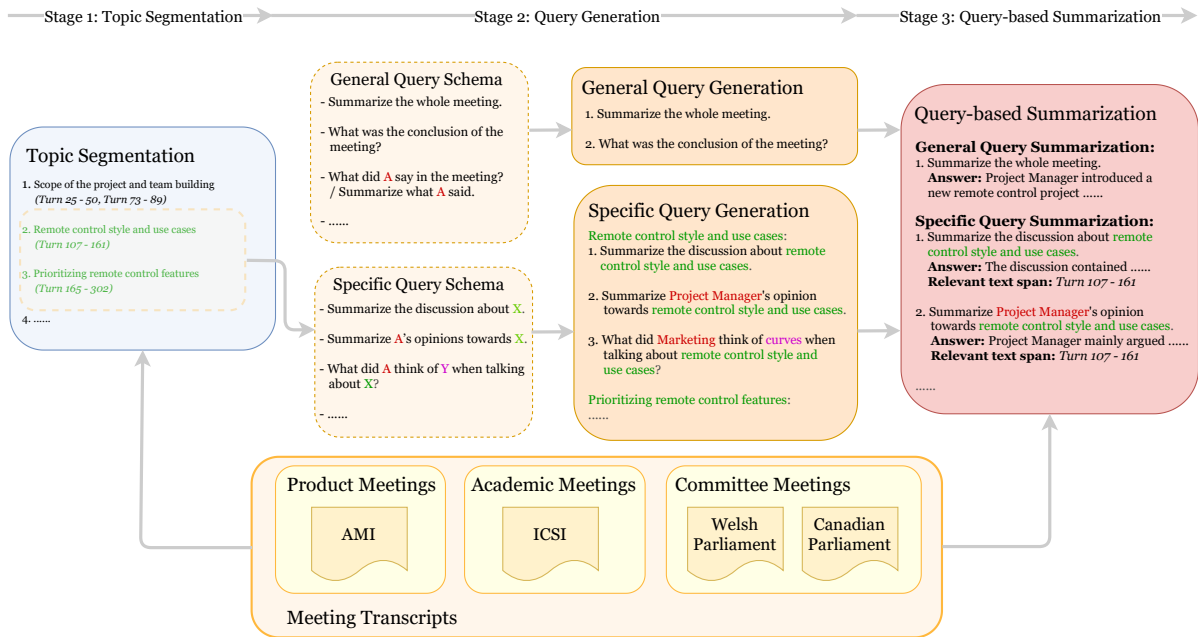 Stage 1: Topic Segmentation
Stage 2: Query Generation
Stage 3: Query-based Summarization
Topic Segmentation
1. Scope of the project and team building
(Turn 25 - 50, Turn 73 - 89)
2. Remote control style and use cases
(Turn 107 - 161)
3. Prioritizing remote control features
(Turn 165 - 302)
4. ......
General Query Schema
- Summarize the whole meeting.
- What was the conclusion of the
meeting?
- What did A say in the meeting?
/ Summarize what A said.
- ......
Specific Query Schema
- Summarize the discussion about X.
- Summarize A's opinions towards X.
- What did A think of Y when talking
about X?
- ......
General Query Generation
1. Summarize the whole meeting.
2. What was the conclusion of the meeting?
Specific Query Generation
Remote control style and use cases:
1. Summarize the discussion about remote
control style and use cases.
2. Summarize Project Manager's opinion
towards remote control style and use cases.
3. What did Marketing think of curves when
talking about remote control style and
use cases?
Prioritizing remote control features:
......
Query-based Summarization
General Query Summarization:
1. Summarize the whole meeting.
Answer: Project Manager introduced a
new remote control project ......
Specific Query Summarization:
1. Summarize the discussion about remote
control style and use cases.
Answer: The discussion contained ......
Relevant text span: Turn 107 - 161
2. Summarize Project Manager's opinion
towards remote control style and use cases.
Answer: Project Manager mainly argued ......
Relevant text span: Turn 107 - 161
......
Product Meetings
AMI
Academic Meetings
ICSI
Committee Meetings
Welsh
Parliament
Canadian
Parliament
Meeting Transcripts